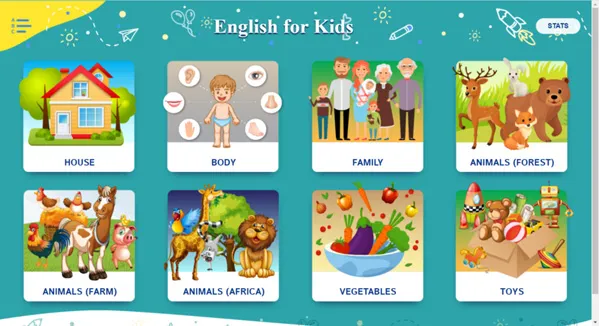 A
B
C
English for Kids
STATS
HOUSE
BODY
FAMILY
ANIMALS (FOREST)
ANIMALS (FARM)
ANIMALS (AFRICA)
VEGETABLES
TOYS